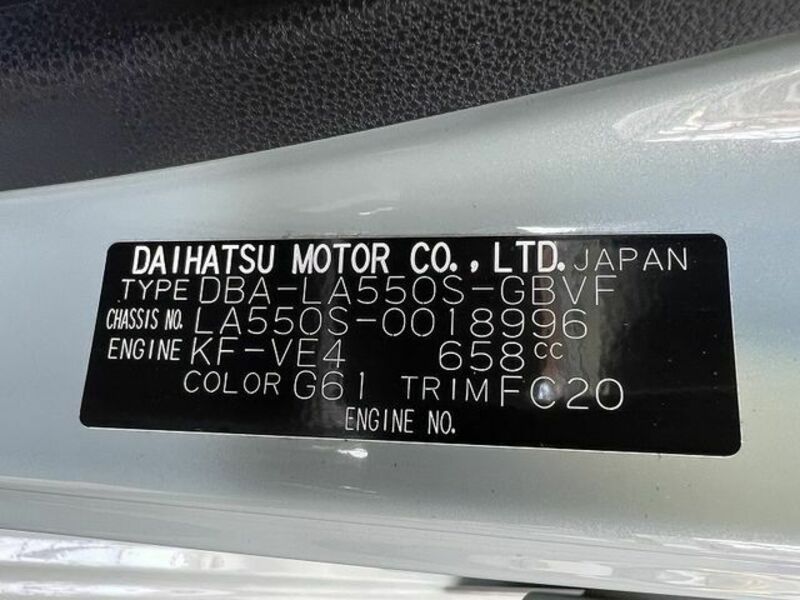 DAIHATSU MOTOR CO., LTD. JAPAN
TYPE DBA-LA550S-GBVF
CHASSIS NO. LA550S-0018996
ENGINE KF-VE4 658cc
COLOR G61 TRIM FC20
ENGINE NO.